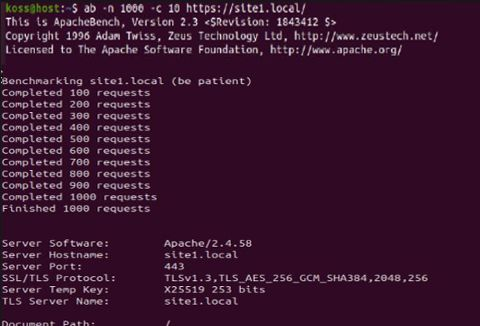 koss@host:~$ ab -n 1000 -c 10 https://site1.local/
This is ApacheBench, Version 2.3 <$Revision: 1843412 $>
Copyright 1996 Adam Twiss, Zeus Technology Ltd, http://www.zeustech.net/
Licensed to The Apache Software Foundation, http://www.apache.org/
Benchmarking site1.local (be patient)
Completed 100 requests
Completed 200 requests
Completed 300 requests
Completed 400 requests
Completed 500 requests
Completed 600 requests
Completed 700 requests
Completed 800 requests
Completed 900 requests
Completed 1000 requests
Finished 1000 requests
Server Software: Apache/2.4.58
Server Hostname: site1.local
Server Port: 443
SSL/TLS Protocol: TLSv1.3,TLS_AES_256_GCM_SHA384,2048,256
Server Temp Key: X25519 253 bits
TLS Server Name: site1.local
Document Path: /